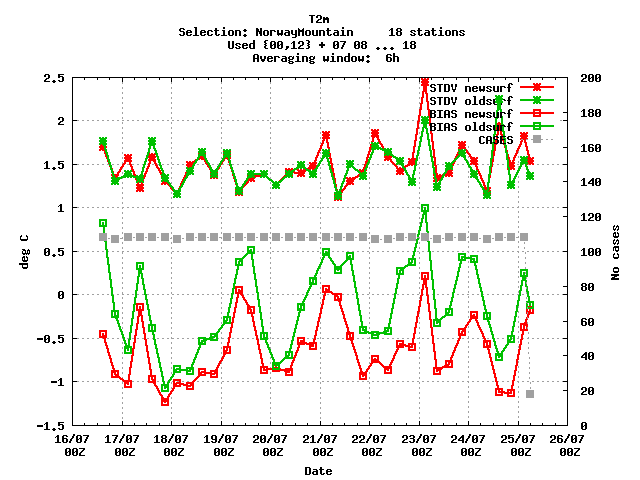 T2m
Selection: NorwayMountain 18 stations
Used {00,12} + 07 08 ... 18
Averaging window: 6h
STDV newsurf
STDV oldsurf
BIAS newsurf
BIAS oldsurf
CASES
2.5
2
1.5
1
0.5
0
-0.5
-1
-1.5
deg C
200
180
160
140
120
100
80
60
40
20
0
No cases
16/07 17/07 18/07 19/07 20/07 21/07 22/07 23/07 24/07 25/07 26/07
00Z 00Z 00Z 00Z 00Z 00Z 00Z 00Z 00Z 00Z 00Z
Date